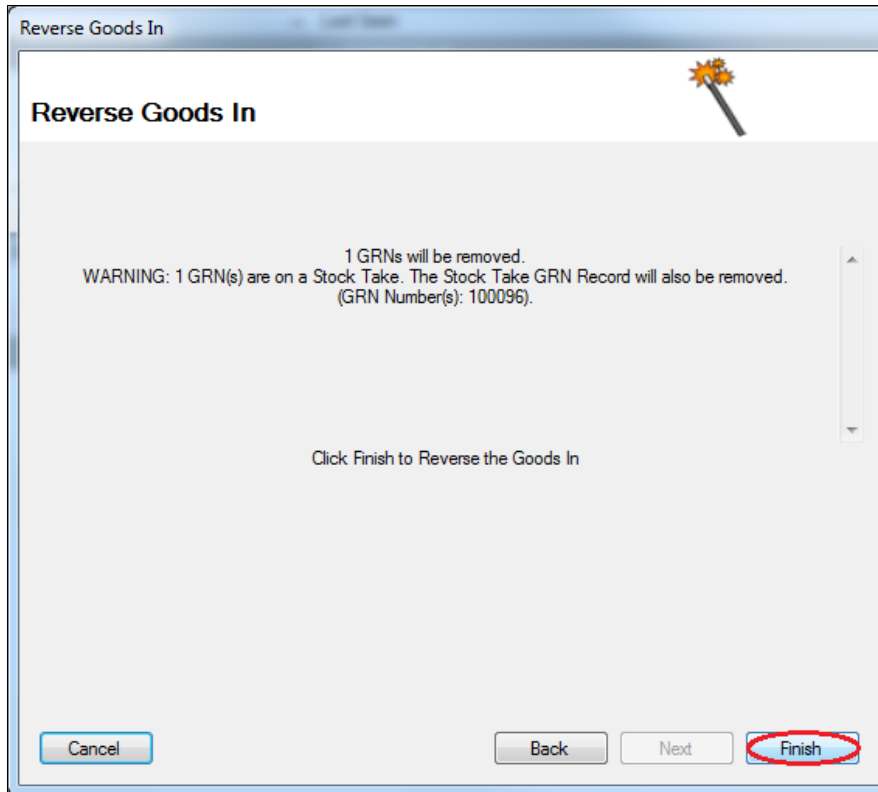 Reverse Goods In
Reverse Goods In
1 GRNs will be removed.
WARNING: 1 GRN(s) are on a Stock Take. The Stock Take GRN Record will also be removed.
(GRN Number(s): 100096).
Click Finish to Reverse the Goods In
Cancel
Back
Next
Finish